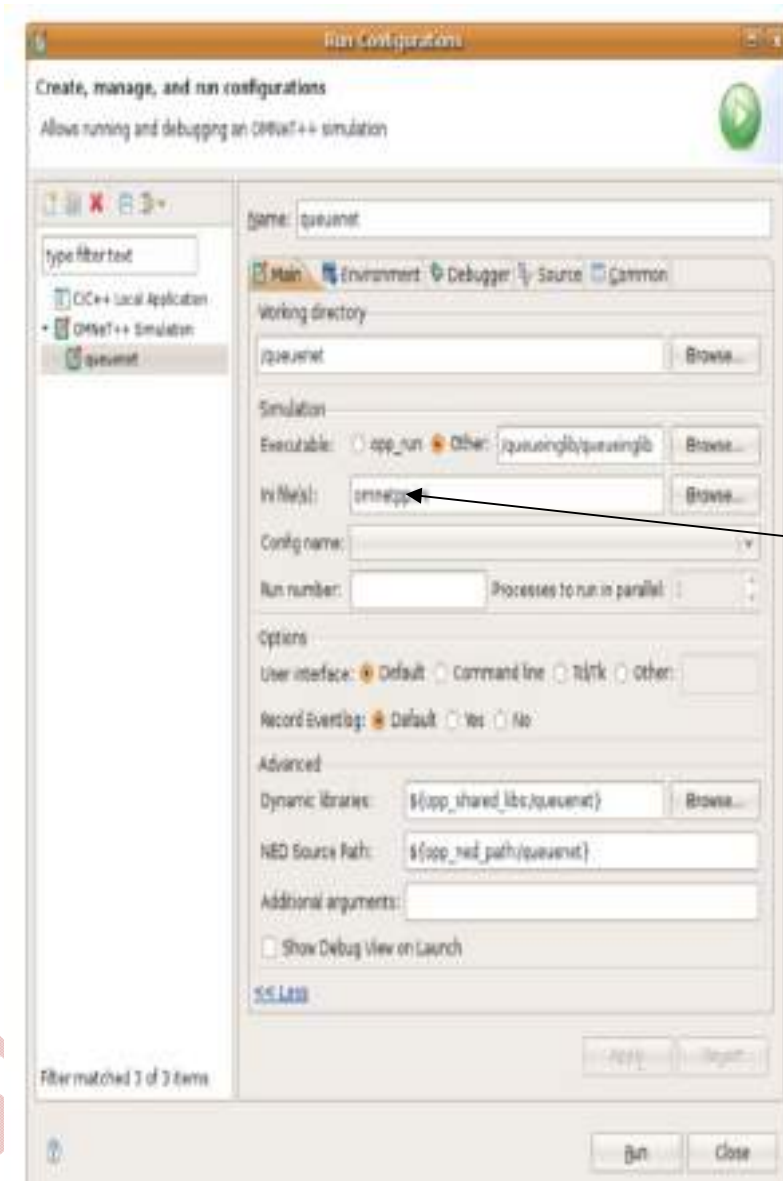 Run Configurations
Create, manage, and run configurations
Allows running and debugging an OMNeT++ simulation
type filter text
C/C++ Local Application
OMNeT++ Simulation
queuenet
Name: queuenet
Main Environment Debugger Source Common
Working directory
/queuenet Browse...
Simulation
Executable: opp_run Other: /queueinglib/queueinglib Browse...
Ini file(s): Browse...
Config name:
Run number: Processes to run in parallel:
Options
User interface: Default Command line Tcl/Tk Other:
Record Eventlog: Default Yes No
Advanced
Dynamic libraries: ${opp_shared_libs:/queuenet} Browse...
NED Source Path: ${opp_ned_path:/queuenet}
Additional arguments:
Show Debug View on Launch
<< Less
Apply Revert
Filter matched 3 of 3 items
Run Close